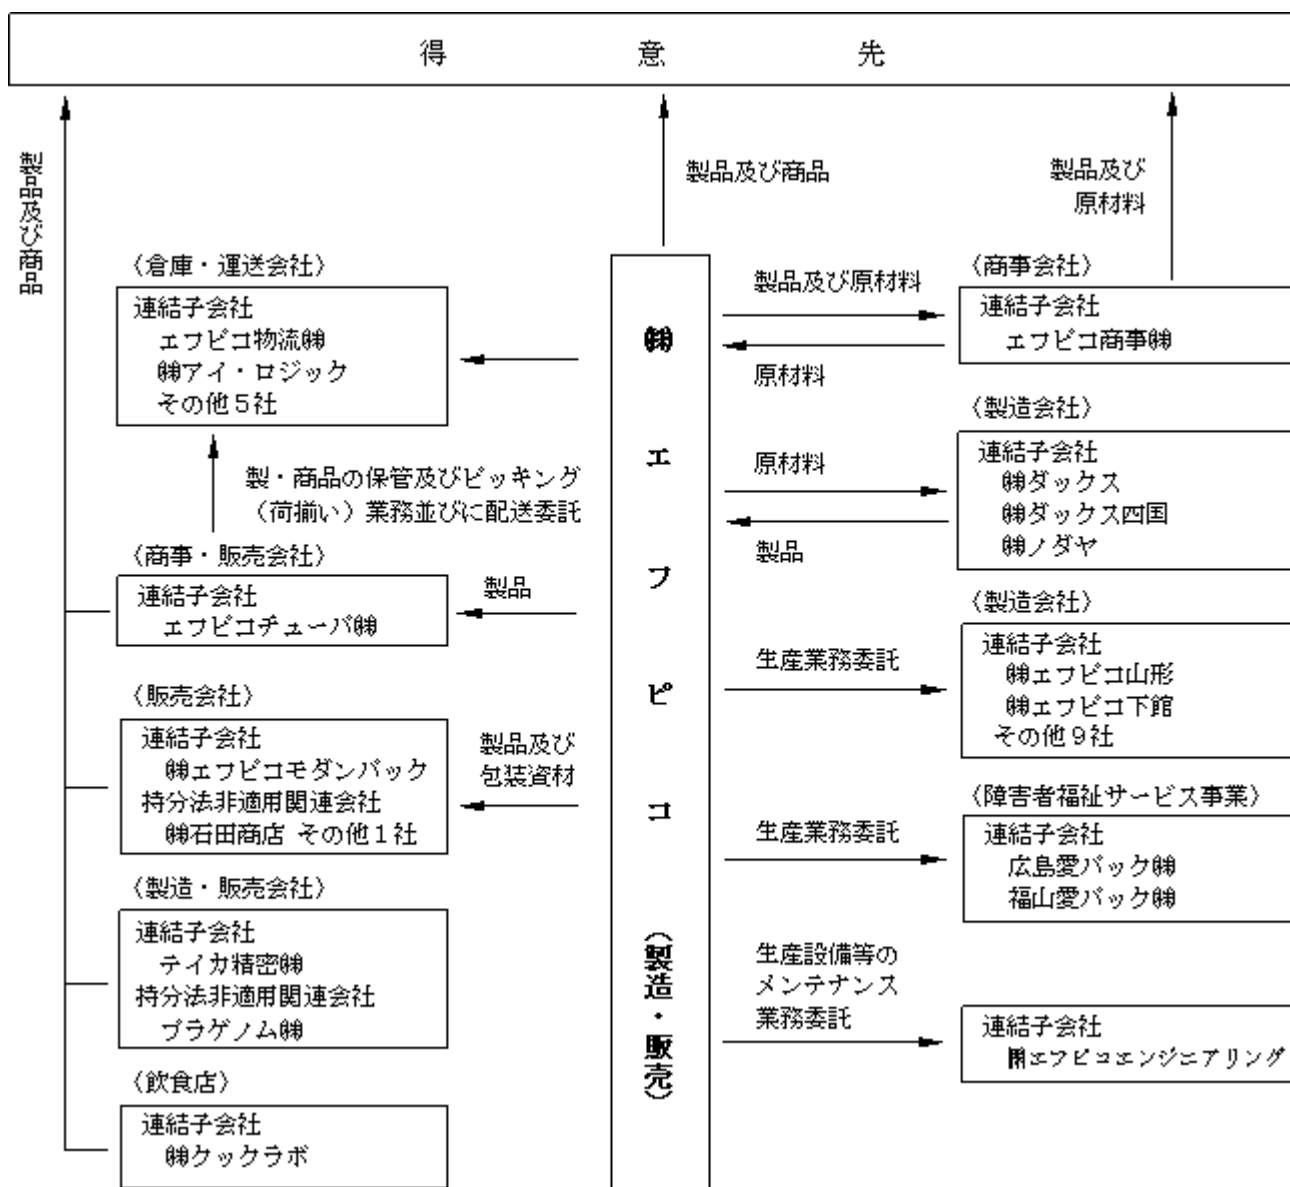 得意先
製品及び商品
製品及び商品
製品及び
原材料
〈倉庫・運送会社〉
連結子会社
エフピコ物流㈱
㈱アイ・ロジック
その他5社
製・商品の保管及びピッキング
(荷揃い)業務並びに配送委託
〈商事・販売会社〉
連結子会社
エフピコチューパ㈱
製品
〈販売会社〉
連結子会社
㈱エフピコモダンパック
持分法非適用関連会社
㈱石田商店 その他1社
製品及び
包装資材
〈製造・販売会社〉
連結子会社
テイカ精密㈱
持分法非適用関連会社
プラゲノム㈱
〈飲食店〉
連結子会社
㈱クックラボ
㈱エフピコ(製造・販売)
製品及び原材料
原材料
〈商事会社〉
連結子会社
エフピコ商事㈱
原材料
製品
〈製造会社〉
連結子会社
㈱ダックス
㈱ダックス四国
㈱ノダヤ
生産業務委託
〈製造会社〉
連結子会社
㈱エフピコ山形
㈱エフピコ下館
その他9社
生産業務委託
〈障害者福祉サービス事業〉
連結子会社
広島愛パック㈱
福山愛パック㈱
生産設備等の
メンテナンス
業務委託
連結子会社
㈲エフピコエンジニアリング